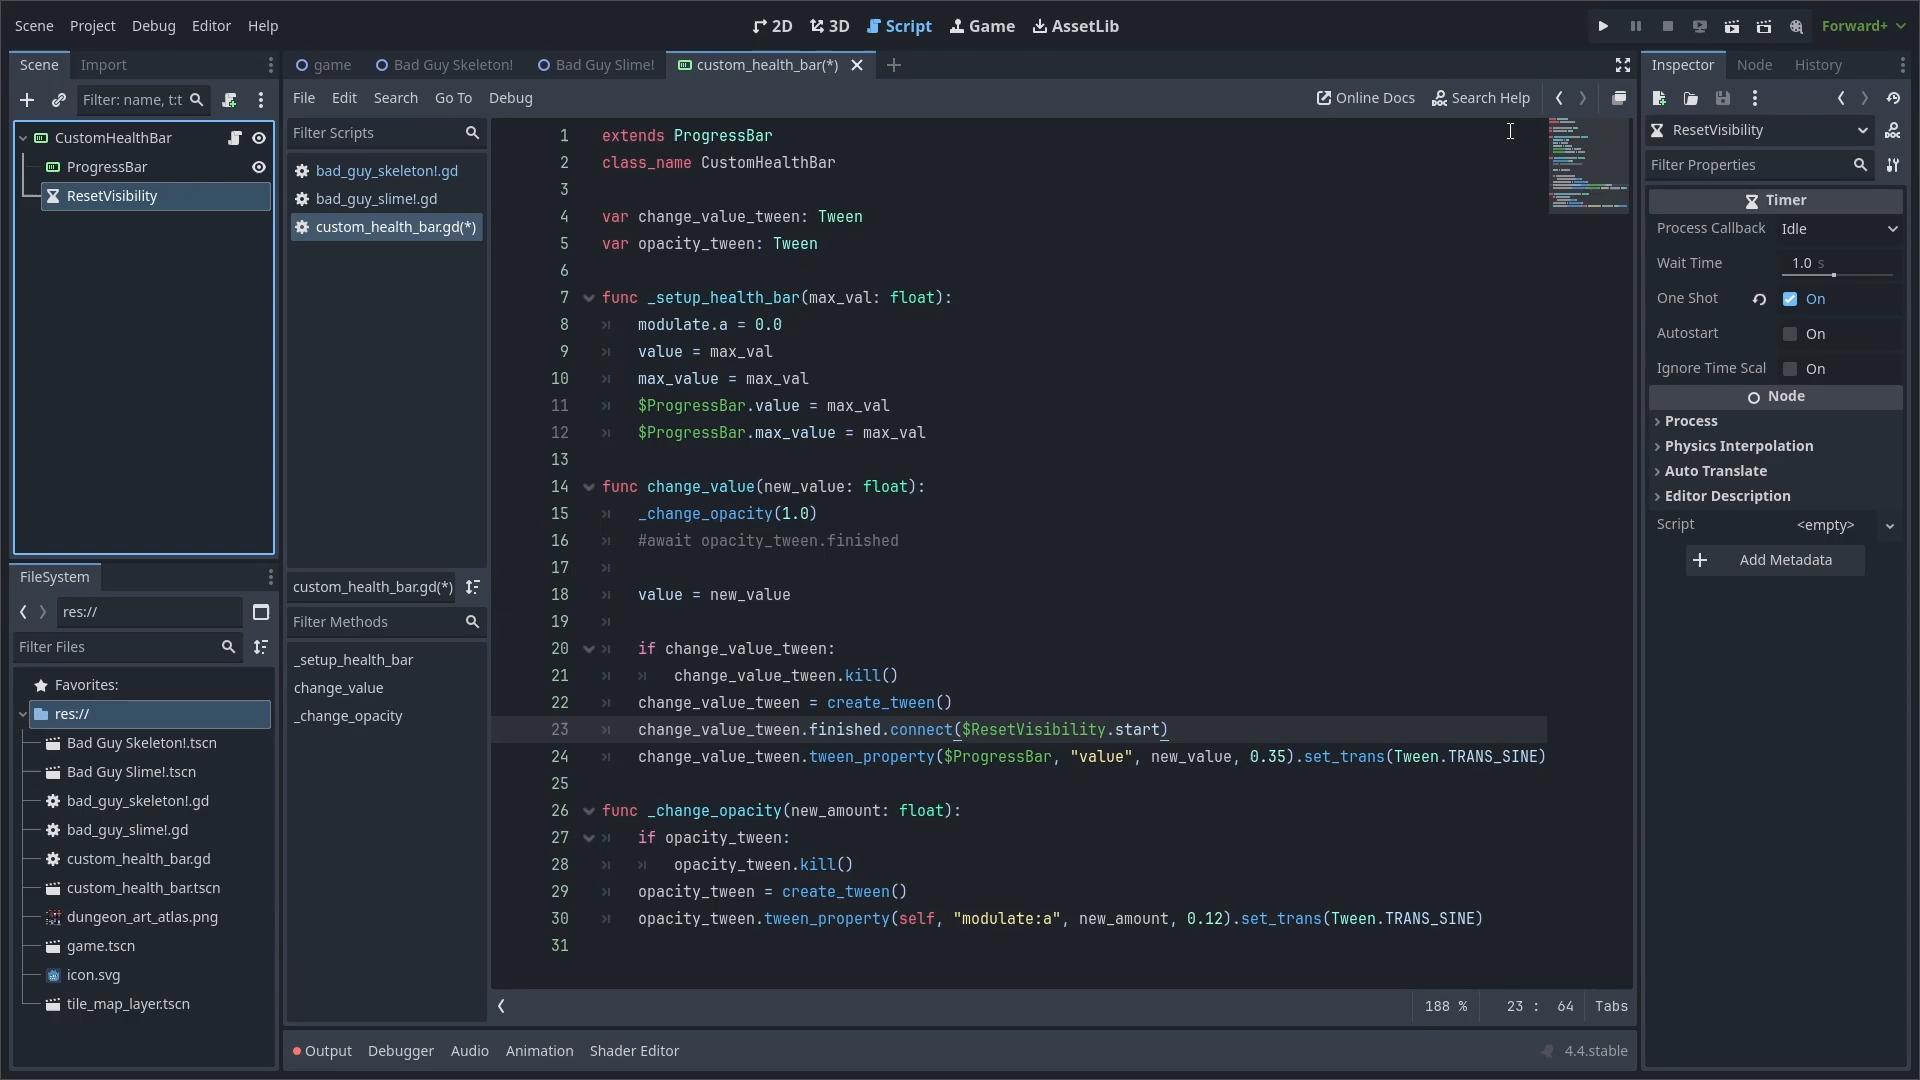 Scene Project Debug Editor Help
2D 3D Script Game AssetLib
Forward+
Scene Import
Filter: name, t:t
CustomHealthBar
ProgressBar
ResetVisibility
FileSystem
res://
Filter Files
Favorites:
res://
Bad Guy Skeleton!.tscn
Bad Guy Slime!.tscn
bad_guy_skeleton!.gd
bad_guy_slime!.gd
custom_health_bar.gd
custom_health_bar.tscn
dungeon_art_atlas.png
game.tscn
icon.svg
tile_map_layer.tscn
game Bad Guy Skeleton! Bad Guy Slime! custom_health_bar(*)
File Edit Search Go To Debug
Online Docs Search Help
Filter Scripts
bad_guy_skeleton!.gd
bad_guy_slime!.gd
custom_health_bar.gd(*)
custom_health_bar.gd(*)
Filter Methods
_setup_health_bar
change_value
_change_opacity
1 extends ProgressBar
2 class_name CustomHealthBar
3
4 var change_value_tween: Tween
5 var opacity_tween: Tween
6
7 func _setup_health_bar(max_val: float):
8 modulate.a = 0.0
9 value = max_val
10 max_value = max_val
11 $ProgressBar.value = max_val
12 $ProgressBar.max_value = max_val
13
14 func change_value(new_value: float):
15 _change_opacity(1.0)
16 #await opacity_tween.finished
17
18 value = new_value
19
20 if change_value_tween:
21 change_value_tween.kill()
22 change_value_tween = create_tween()
23 change_value_tween.finished.connect($ResetVisibility.start)
24 change_value_tween.tween_property($ProgressBar, "value", new_value, 0.35).set_trans(Tween.TRANS_SINE)
25
26 func _change_opacity(new_amount: float):
27 if opacity_tween:
28 opacity_tween.kill()
29 opacity_tween = create_tween()
30 opacity_tween.tween_property(self, "modulate:a", new_amount, 0.12).set_trans(Tween.TRANS_SINE)
31
188 % 23 : 64 Tabs
Output Debugger Audio Animation Shader Editor
4.4.stable
Inspector Node History
ResetVisibility
Filter Properties
Timer
Process Callback Idle
Wait Time 1.0 s
One Shot On
Autostart On
Ignore Time Scal On
Node
Process
Physics Interpolation
Auto Translate
Editor Description
Script <empty>
Add Metadata